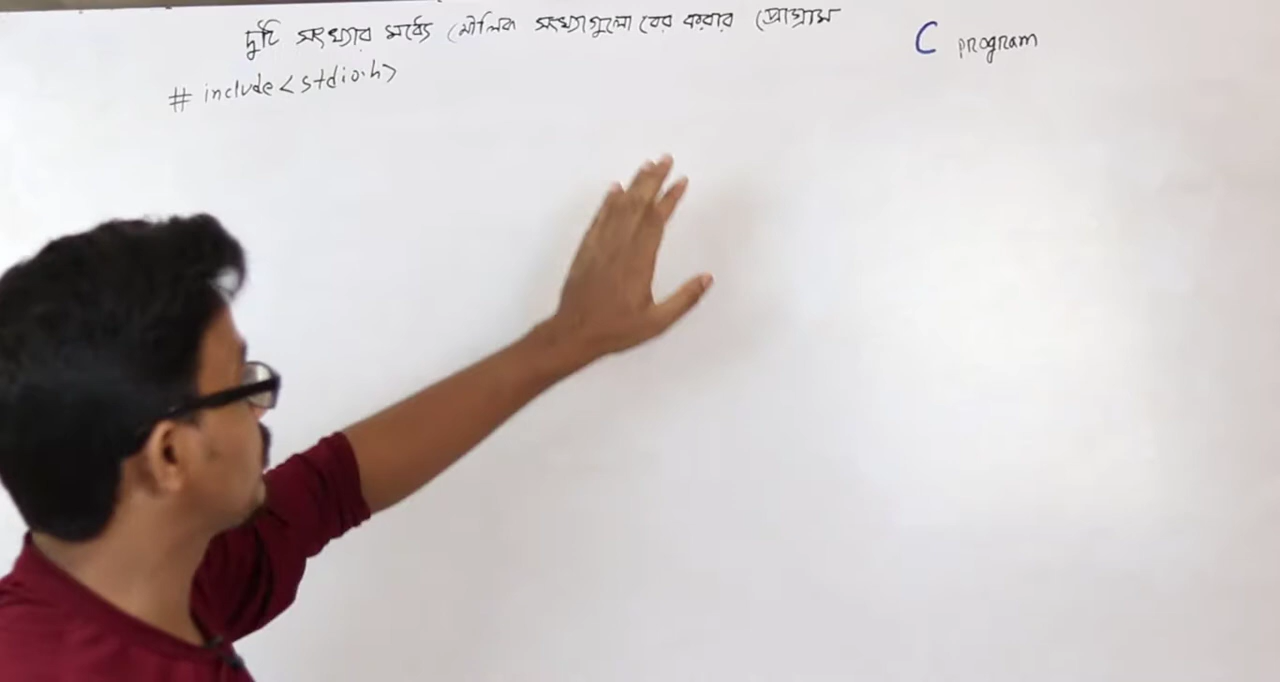 দুটি সংখ্যার মধ্যে মৌলিক সংখ্যাগুলো বের করার প্রোগ্রাম
C program
# include<stdio.h>